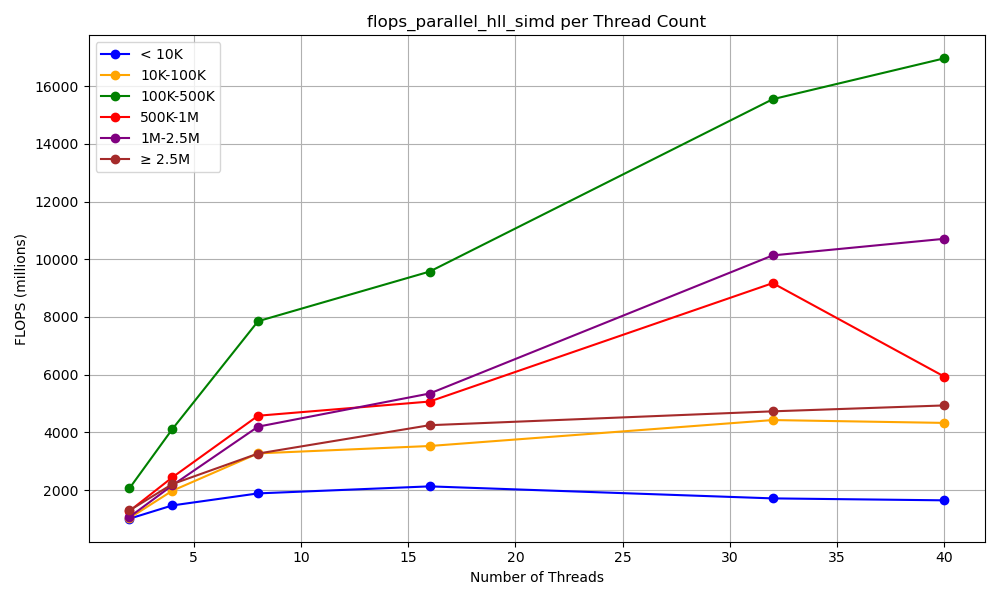 flops_parallel_hll_simd per Thread Count
< 10K
10K-100K
100K-500K
500K-1M
1M-2.5M
≥ 2.5M
FLOPS (millions)
16000
14000
12000
10000
8000
6000
4000
2000
5 10 15 20 25 30 35 40
Number of Threads